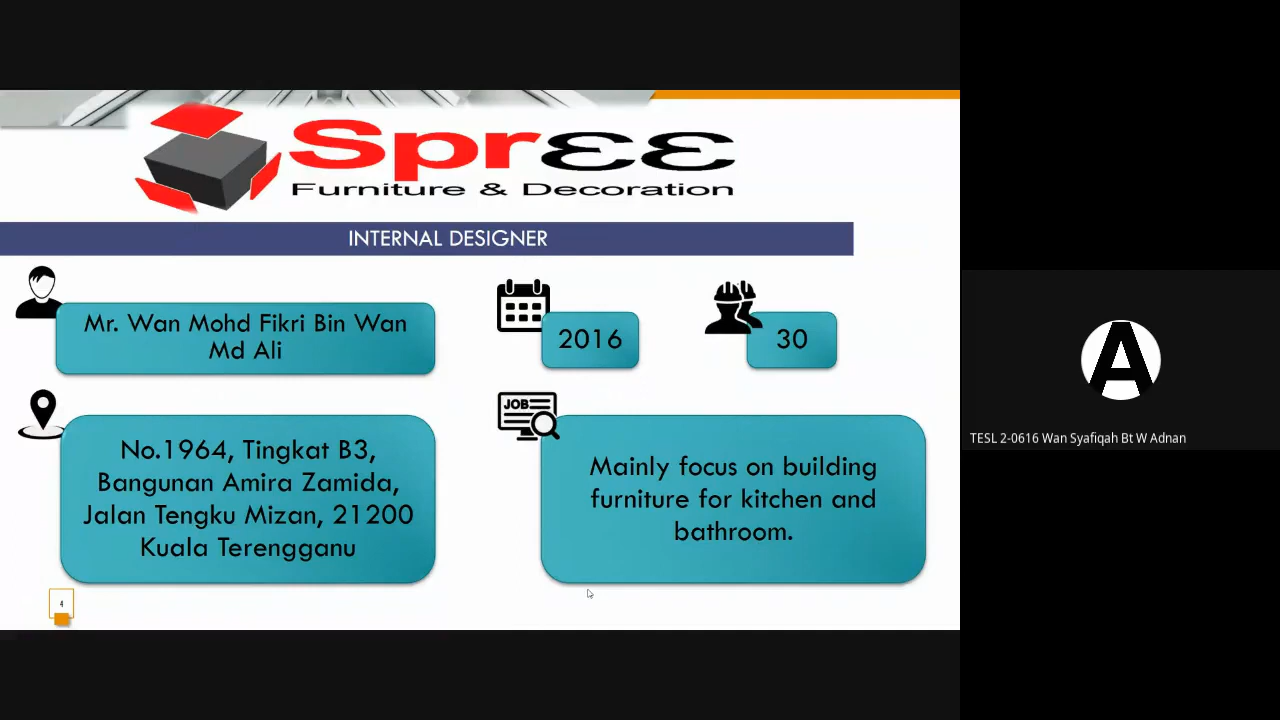 Sprεε
Furniture & Decoration
INTERNAL DESIGNER
Mr. Wan Mohd Fikri Bin Wan
Md Ali
2016
30
No.1964, Tingkat B3,
Bangunan Amira Zamida,
Jalan Tengku Mizan, 21200
Kuala Terengganu
JOB
Mainly focus on building
furniture for kitchen and
bathroom.
4
A
TESL 2-0616 Wan Syafiqah Bt W Adnan